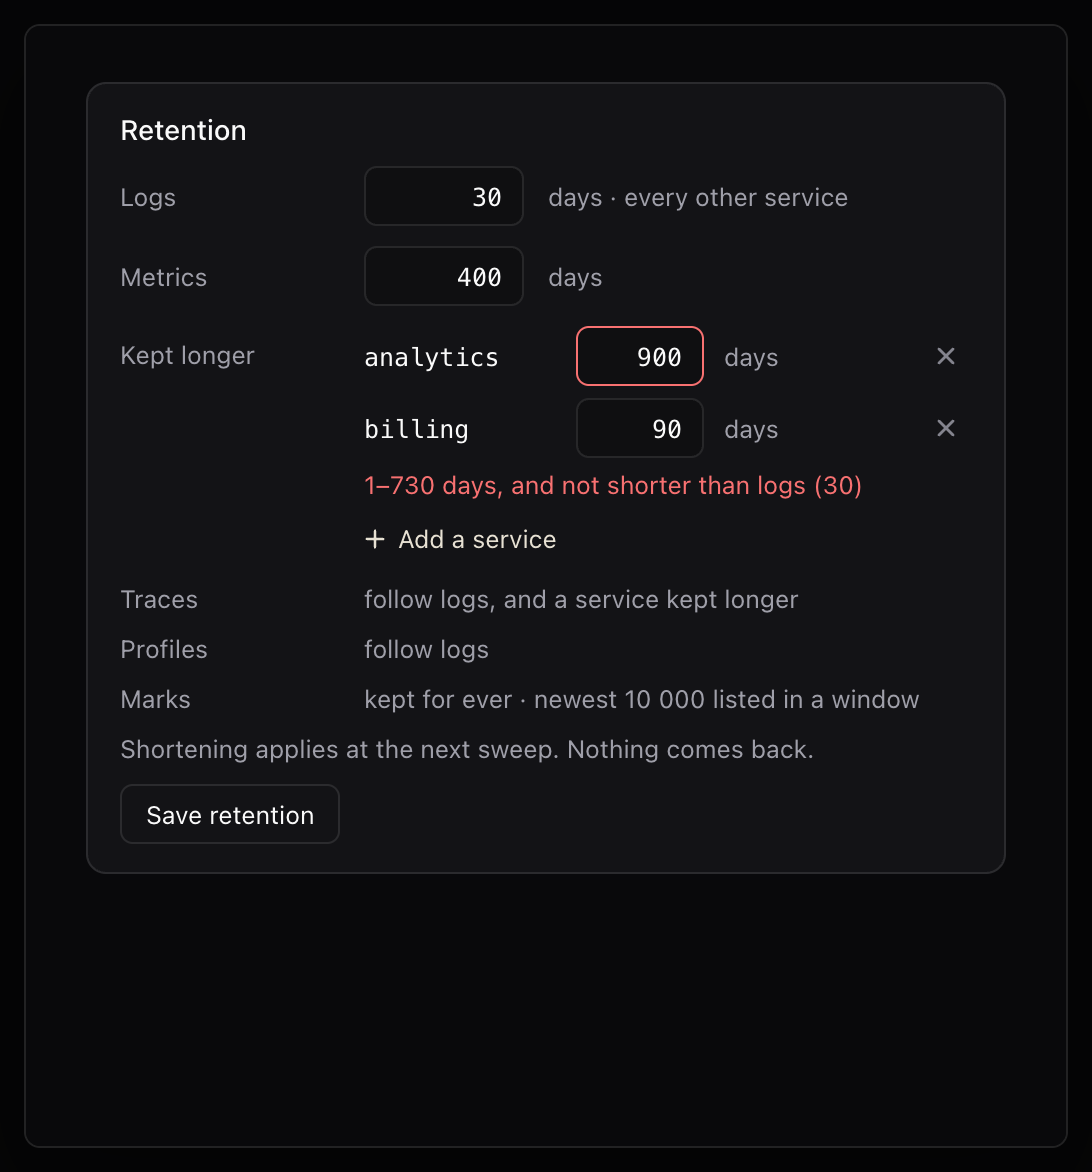 Retention
Logs 30 days · every other service
Metrics 400 days
Kept longer analytics 900 days ✕
billing 90 days ✕
1–730 days, and not shorter than logs (30)
+ Add a service
Traces follow logs, and a service kept longer
Profiles follow logs
Marks kept for ever · newest 10 000 listed in a window
Shortening applies at the next sweep. Nothing comes back.
Save retention